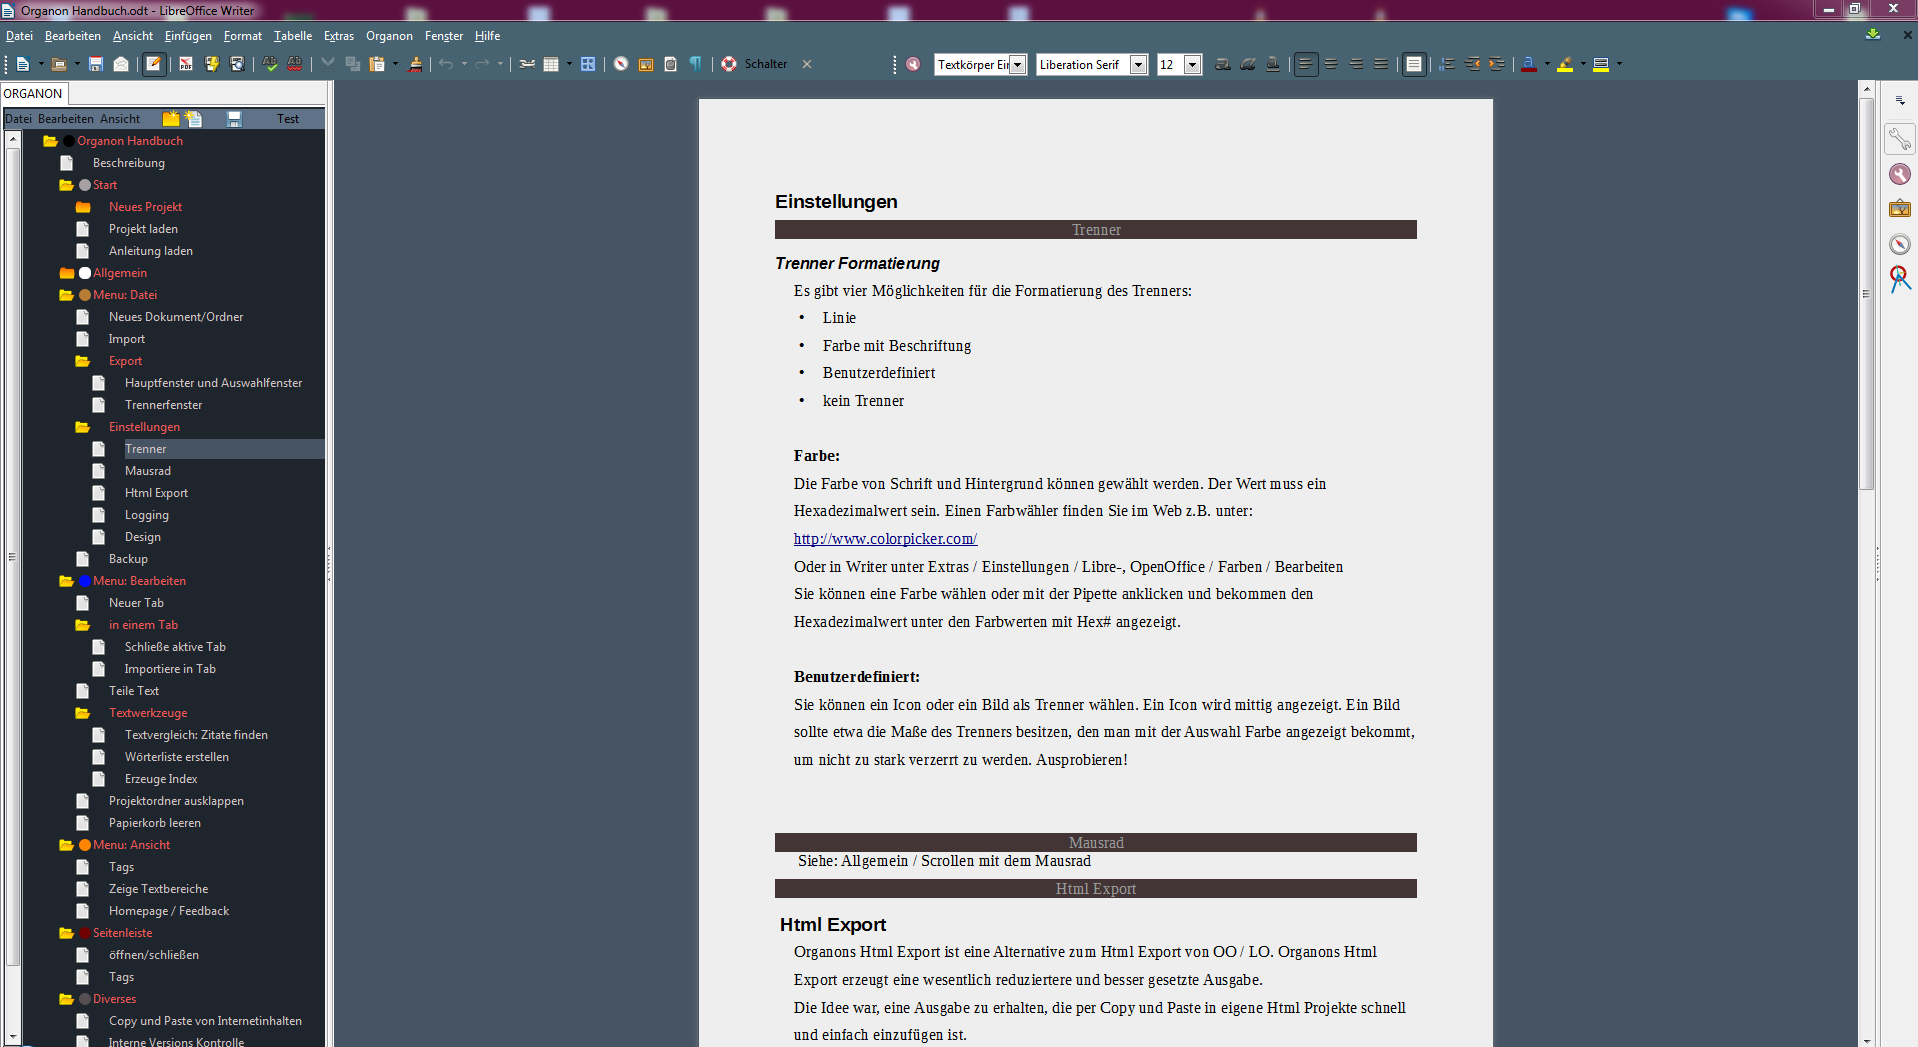 Organon Handbuch.odt - LibreOffice Writer
Datei Bearbeiten Ansicht Einfügen Format Tabelle Extras Organon Fenster Hilfe
Schalter
Liberation Serif
12
ORGANON
Datei Bearbeiten Ansicht Test
Organon Handbuch
Beschreibung
Start
Neues Projekt
Projekt laden
Anleitung laden
Allgemein
Menu: Datei
Neues Dokument/Ordner
Import
Export
Hauptfenster und Auswahlfenster
Trennerfenster
Einstellungen
Trenner
Mausrad
Html Export
Logging
Design
Backup
Menu: Bearbeiten
Neuer Tab
in einem Tab
Schließe aktive Tab
Importiere in Tab
Teile Text
Textwerkzeuge
Textvergleich: Zitate finden
Wörterliste erstellen
Erzeuge Index
Projektordner ausklappen
Papierkorb leeren
Menu: Ansicht
Tags
Zeige Textbereiche
Homepage / Feedback
Seitenleiste
öffnen/schließen
Tags
Diverses
Copy und Paste von Internetinhalten
Interne Versions Kontrolle
Einstellungen
Trenner
Trenner Formatierung
Es gibt vier Möglichkeiten für die Formatierung des Trenners:
• Linie
• Farbe mit Beschriftung
• Benutzerdefiniert
• kein Trenner
Farbe:
Die Farbe von Schrift und Hintergrund können gewählt werden. Der Wert muss ein
Hexadezimalwert sein. Einen Farbwähler finden Sie im Web z.B. unter:
http://www.colorpicker.com/
Oder in Writer unter Extras / Einstellungen / Libre-, OpenOffice / Farben / Bearbeiten
Sie können eine Farbe wählen oder mit der Pipette anklicken und bekommen den
Hexadezimalwert unter den Farbwerten mit Hex# angezeigt.
Benutzerdefiniert:
Sie können ein Icon oder ein Bild als Trenner wählen. Ein Icon wird mittig angezeigt. Ein Bild
sollte etwa die Maße des Trenners besitzen, den man mit der Auswahl Farbe angezeigt bekommt,
um nicht zu stark verzerrt zu werden. Ausprobieren!
Mausrad
Siehe: Allgemein / Scrollen mit dem Mausrad
Html Export
Html Export
Organons Html Export ist eine Alternative zum Html Export von OO / LO. Organons Html
Export erzeugt eine wesentlich reduziertere und besser gesetzte Ausgabe.
Die Idee war, eine Ausgabe zu erhalten, die per Copy und Paste in eigene Html Projekte schnell
und einfach einzufügen ist.